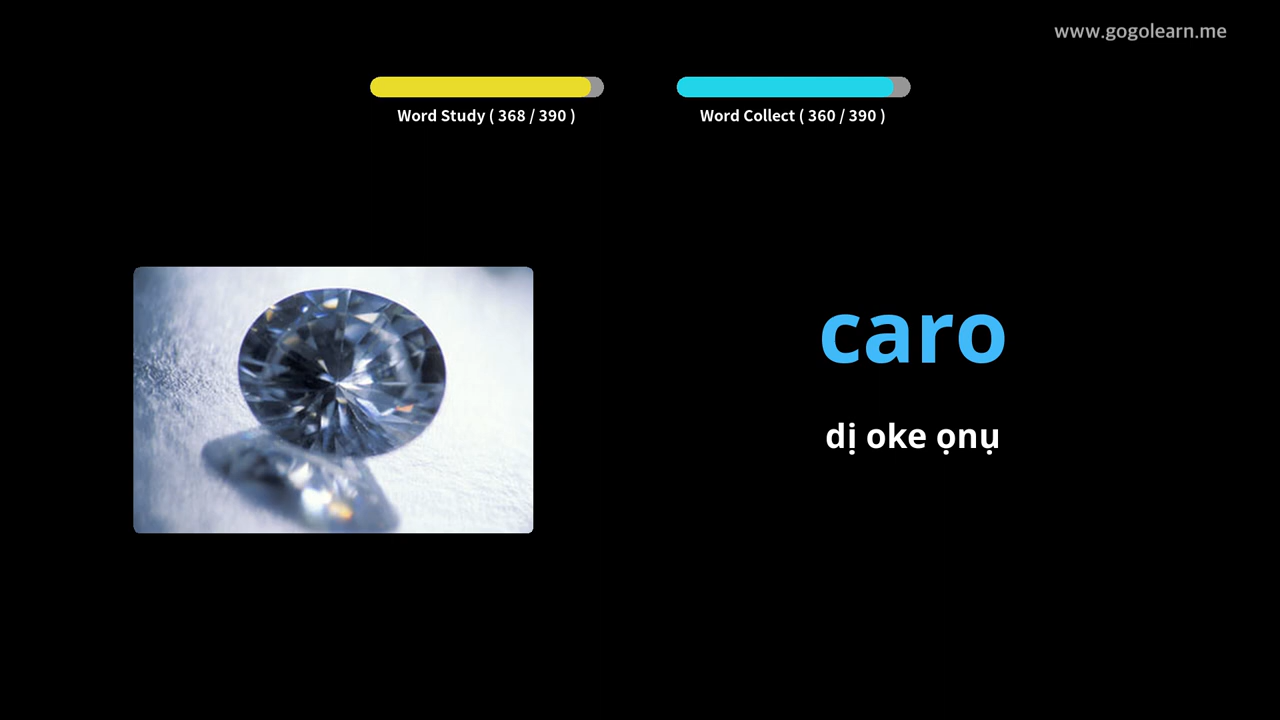 www.gogolearn.me
Word Study ( 368 / 390 )
Word Collect ( 360 / 390 )
caro
dị oke ọnụ